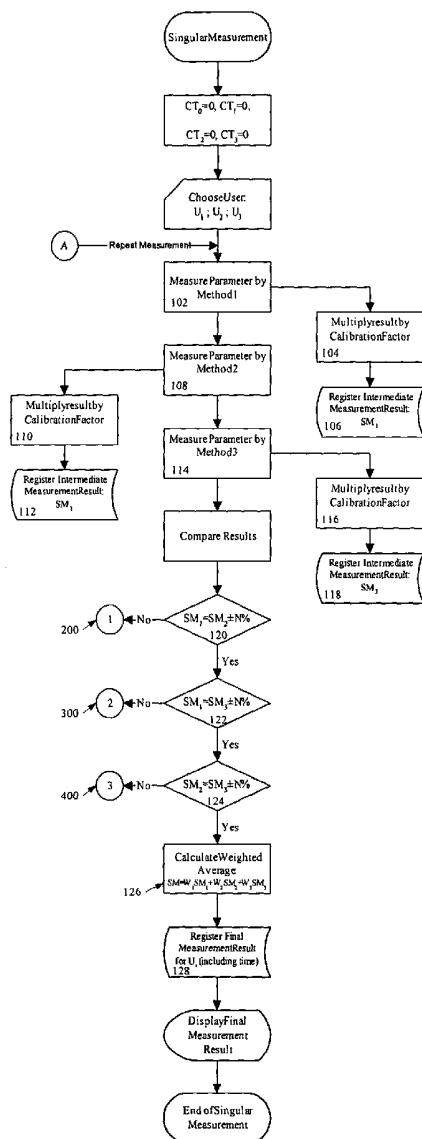 SingularMeasurement
CT0=0, CT1=0,
CT2=0, CT3=0
ChooseUser:
U1 ; U2 ; U3
A
Repeat Measurement
Measure Parameter by
Method1
102
Multiplyresultby
CalibrationFactor
104
Register Intermediate
MeasurementResult:
SM1
106
Measure Parameter by
Method2
108
Multiplyresultby
CalibrationFactor
110
Register Intermediate
MeasurementResult:
SM2
112
Measure Parameter by
Method3
114
Multiplyresultby
CalibrationFactor
116
Register Intermediate
MeasurementResult:
SM3
118
Compare Results
SM1=SM2±N%
120
No
1
200
Yes
SM1=SM3±N%
122
No
2
300
Yes
SM2=SM3±N%
124
No
3
400
Yes
CalculateWeighted
Average
SM=W1SM1+W2SM2+W3SM3
126
Register Final
MeasurementResult
for Ui (including time)
128
DisplayFinal
Measurement
Result
End ofSingular
Measurement